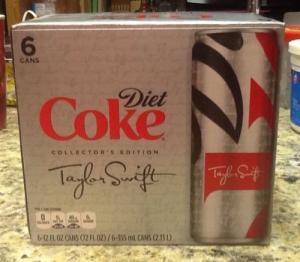 6
CANS
Diet
Coke
COLLECTOR'S EDITION
Taylor Swift
Taylor Swift
6-12 FL OZ CANS (72 FL OZ) / 6-355 mL CANS (2.13 L)